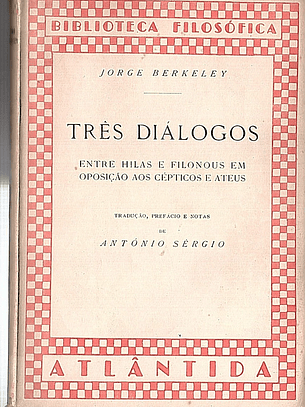 BIBLIOTECA FILOSÓFICA
JORGE BERKELEY
TRÊS DIÁLOGOS
ENTRE HILAS E FILONOUS EM
OPOSIÇÃO AOS CÉPTICOS E ATEUS
TRADUÇÃO, PREFÁCIO E NOTAS
DE
ANTÓNIO SÉRGIO
ATLÂNTIDA